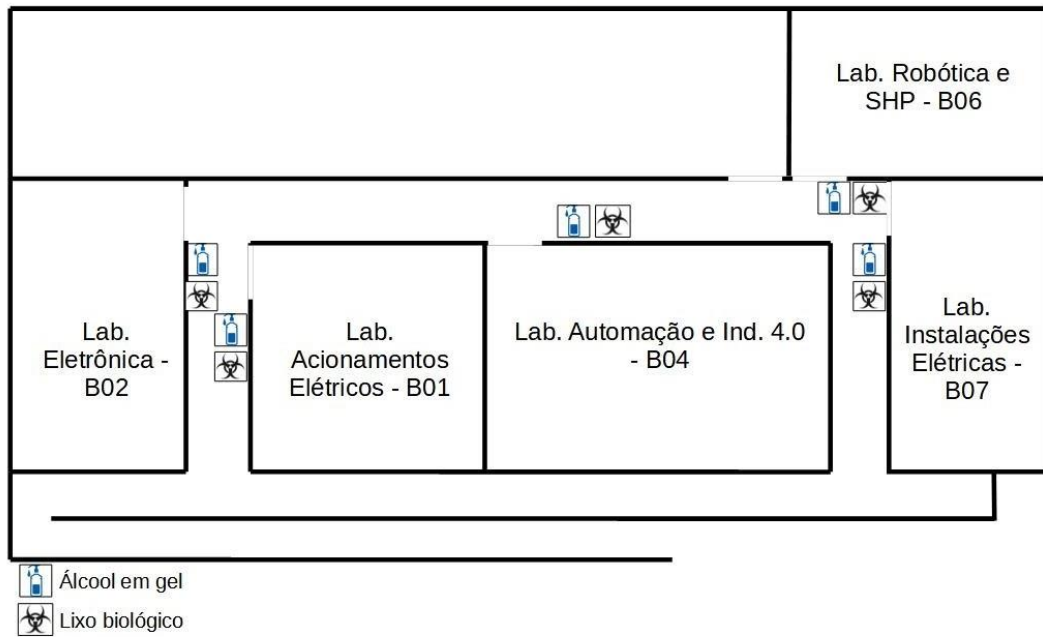 Lab. Robótica e
SHP - B06
Lab.
Eletrônica -
B02
Lab.
Acionamentos
Elétricos - B01
Lab. Automação e Ind. 4.0
- B04
Lab.
Instalações
Elétricas -
B07
Álcool em gel
Lixo biológico